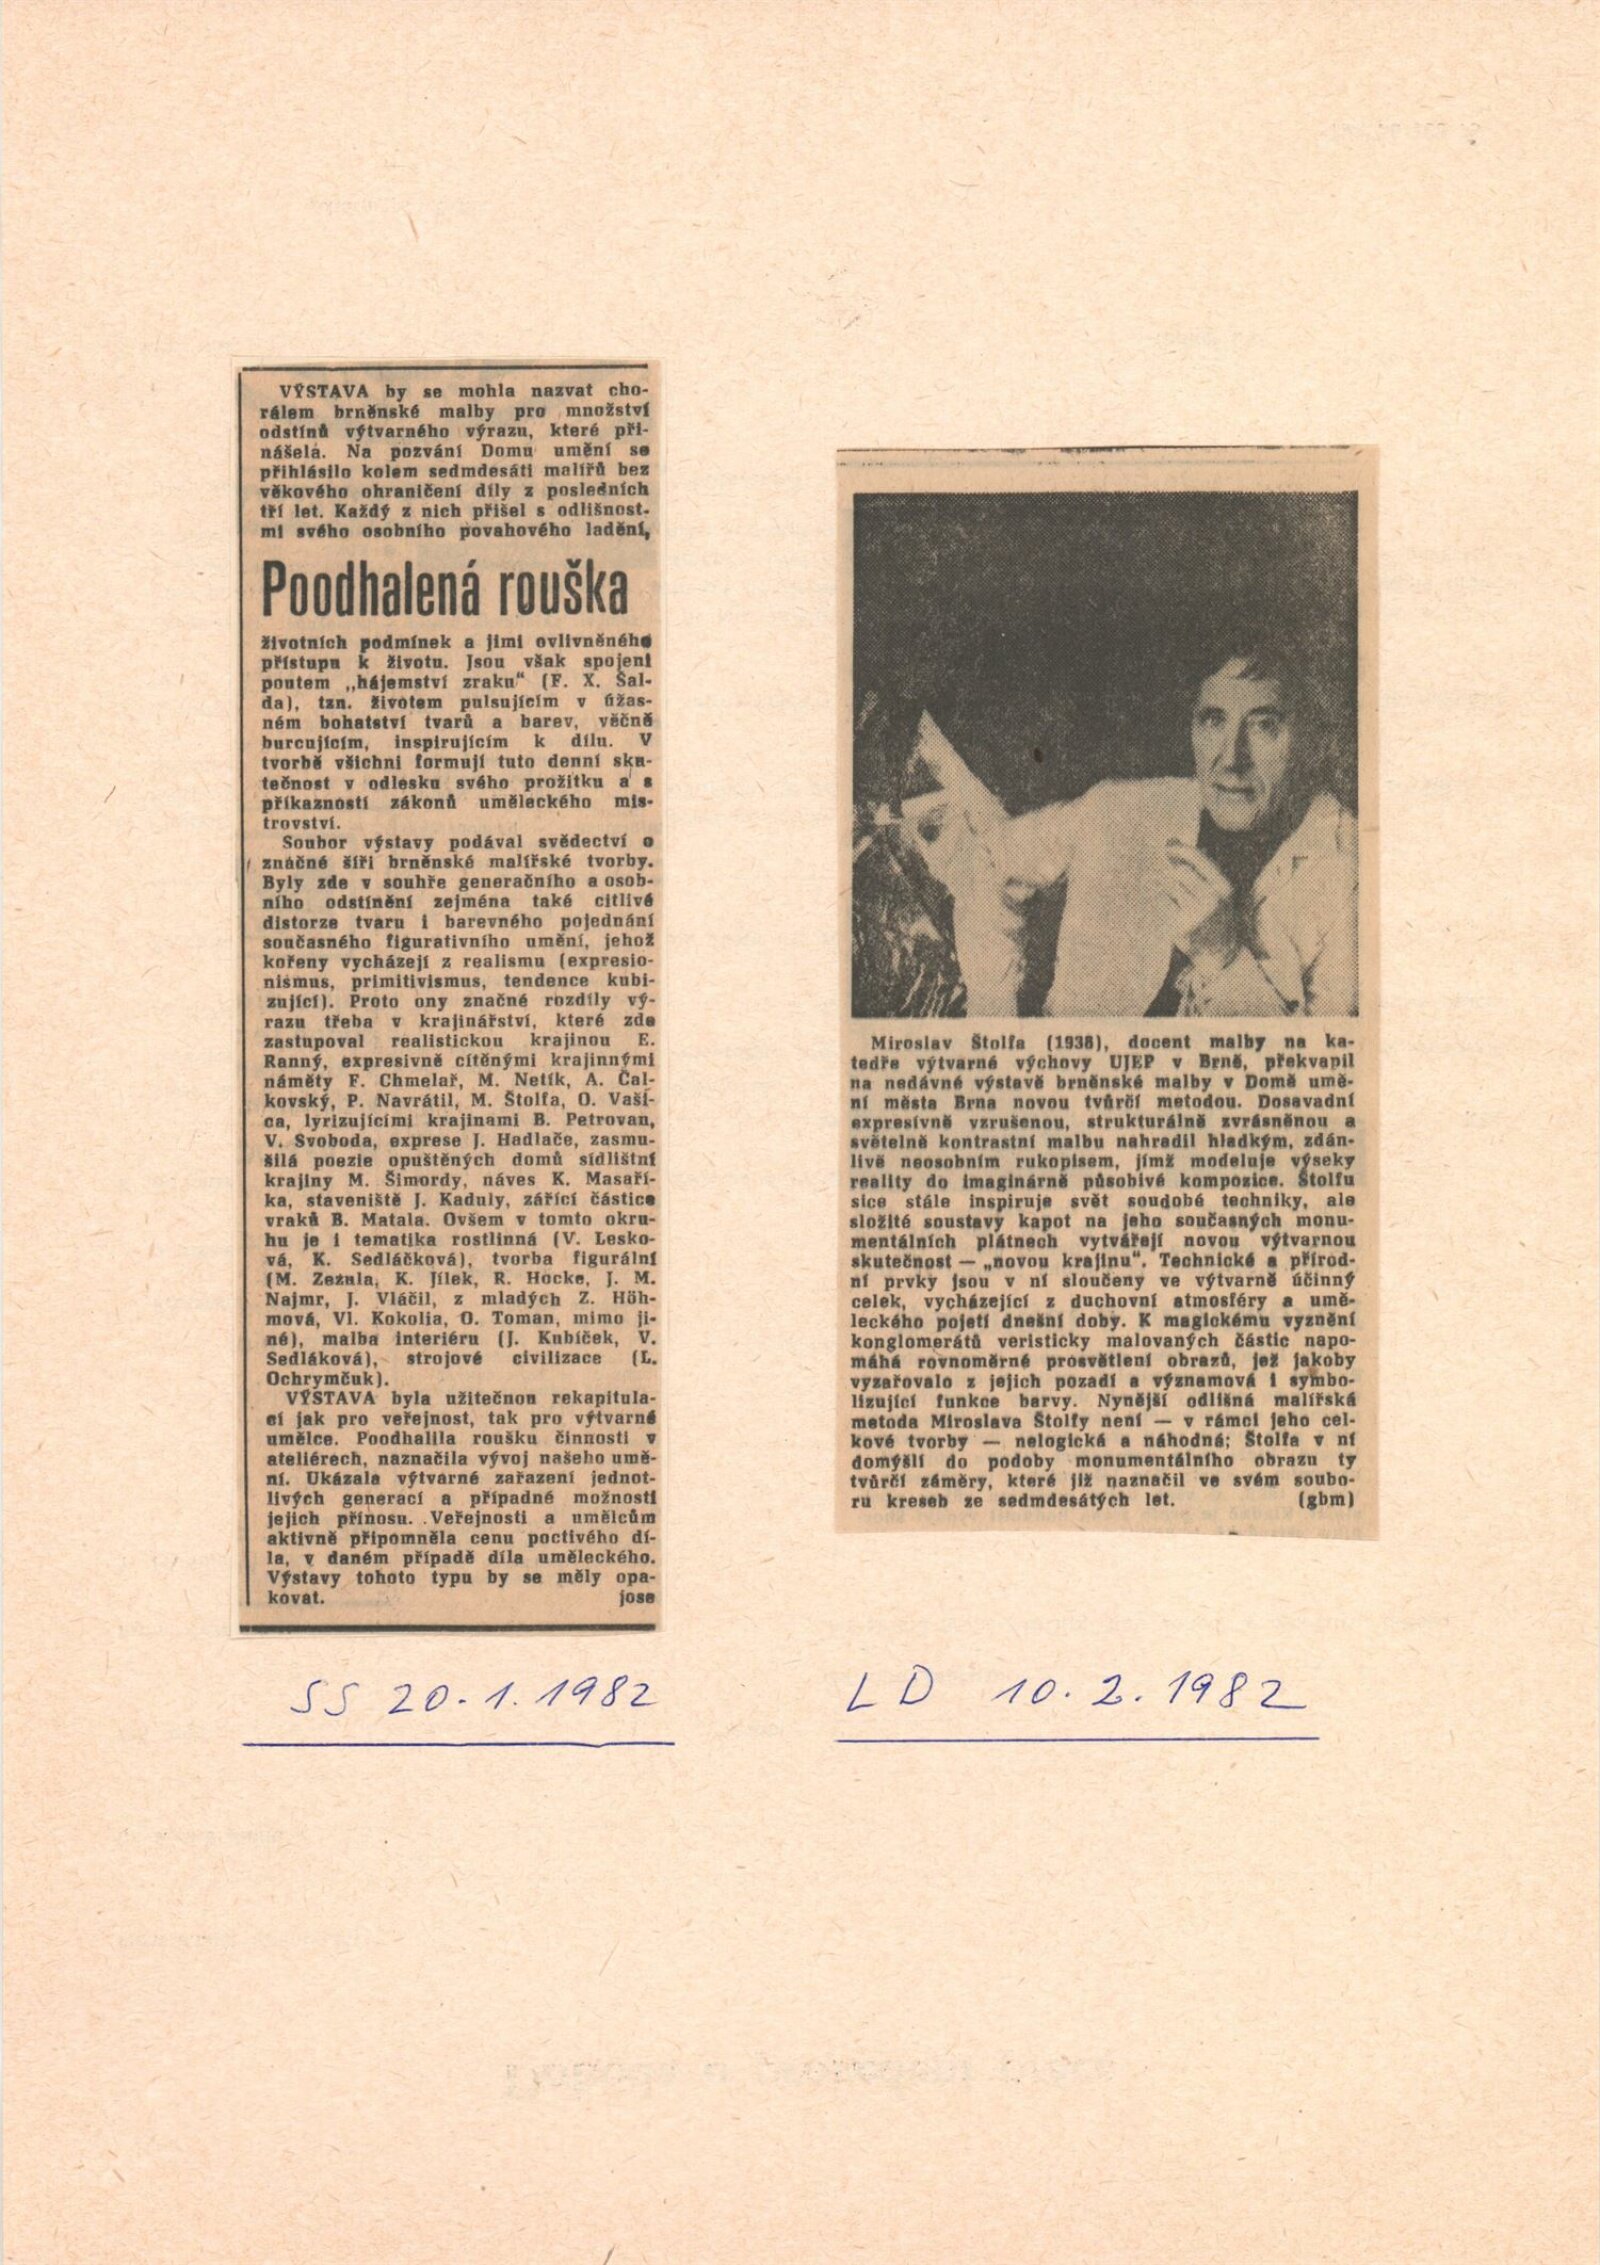 VÝSTAVA by se mohla nazvat cho-
rálem brněnské malby pro množství
odstínů výtvarného výrazu, které při-
nášela. Na pozvání Domu umění se
přihlásilo kolem sedmdesáti malířů bez
věkového ohraničení díly z posledních
tří let. Každý z nich přišel s odlišnost-
mi svého osobního povahového ladění,
Poodhalená rouška
životních podmínek a jimi ovlivněného
přístupu k životu. Jsou však spojeni
poutem „hájemství zraku“ (F. X. Šal-
da), tzn. životem pulsujícím v úžas-
ném bohatství tvarů a barev, věčně
burcujícím, inspirujícím k dílu. V
tvorbě všichni formují tuto denní sku-
tečnost v odlesku svého prožitku a s
příkazností zákonů uměleckého mis-
trovství.
Soubor výstavy podával svědectví o
značné šíři brněnské malířské tvorby.
Byly zde v souhře generačního a osob-
ního odstínění zejména také citlivé
distorze tvaru i barevného pojednání
současného figurativního umění, jehož
kořeny vycházejí z realismu (expresio-
nismus, primitivismus, tendence kubi-
zující). Proto ony značné rozdíly vý-
razu třeba v krajinářství, které zde
zastupoval realistickou krajinou E.
Ranný, expresivně cítěnými krajinnými
náměty F. Chmelař, M. Netík, A. Čal-
kovský, P. Navrátil, M. Štolfa, O. Vaší-
ca, lyrizujícími krajinami B. Petrovan,
V. Svoboda, exprese J. Hadlače, zasmu-
šilá poezie opuštěných domů sídlištní
krajiny M. Šimordy, náves K. Masaří-
ka, staveniště J. Kaduly, zářící částice
vraků B. Matala. Ovšem v tomto okru-
hu je i tematika rostlinná (V. Lesko-
vá, K. Sedláčková), tvorba figurální
(M. Zezula, K. Jílek, R. Hocke, J. M.
Najmr, J. Vláčil, z mladých Z. Höh-
mová, Vl. Kokolia, O. Toman, mimo ji-
né), malba interiéru (J. Kubíček, V.
Sedláková), strojové civilizace (L.
Ochrymčuk).
VÝSTAVA byla užitečnou rekapitula-
cí jak pro veřejnost, tak pro výtvarné
umělce. Poodhalila roušku činnosti v
ateliérech, naznačila vývoj našeho umě-
ní. Ukázala výtvarné zařazení jednot-
livých generací a případné možnosti
jejich přínosu. Veřejnosti a umělcům
aktivně připomněla cenu poctivého dí-
la, v daném případě díla uměleckého.
Výstavy tohoto typu by se měly opa-
kovat. jose
SS 20.1.1982
Miroslav Štolfa (1938), docent malby na ka-
tedře výtvarné výchovy UJEP v Brně, překvapil
na nedávné výstavě brněnské malby v Domě umě-
ní města Brna novou tvůrčí metodou. Dosavadní
expresívně vzrušenou, strukturálně zvrásněnou a
světelně kontrastní malbu nahradil hladkým, zdán-
livě neosobním rukopisem, jímž modeluje výseky
reality do imaginárně působivé kompozice. Štolfu
sice stále inspiruje svět soudobé techniky, ale
složité soustavy kapot na jeho současných monu-
mentálních plátnech vytvářejí novou výtvarnou
skutečnost — „novou krajinu“. Technické a přírod-
ní prvky jsou v ní sloučeny ve výtvarně účinný
celek, vycházející z duchovní atmosféry a umě-
leckého pojetí dnešní doby. K magickému vyznění
konglomerátů veristicky malovaných částic napo-
máhá rovnoměrné prosvětlení obrazů, jež jakoby
vyzařovalo z jejich pozadí a významová i symbo-
lizující funkce barvy. Nynější odlišná malířská
metoda Miroslava Štolfy není — v rámci jeho cel-
kové tvorby — nelogická a náhodná; Štolfa v ní
domýšlí do podoby monumentálního obrazu ty
tvůrčí záměry, které již naznačil ve svém soubo-
ru kreseb ze sedmdesátých let. (gbm)
LD 10.2.1982